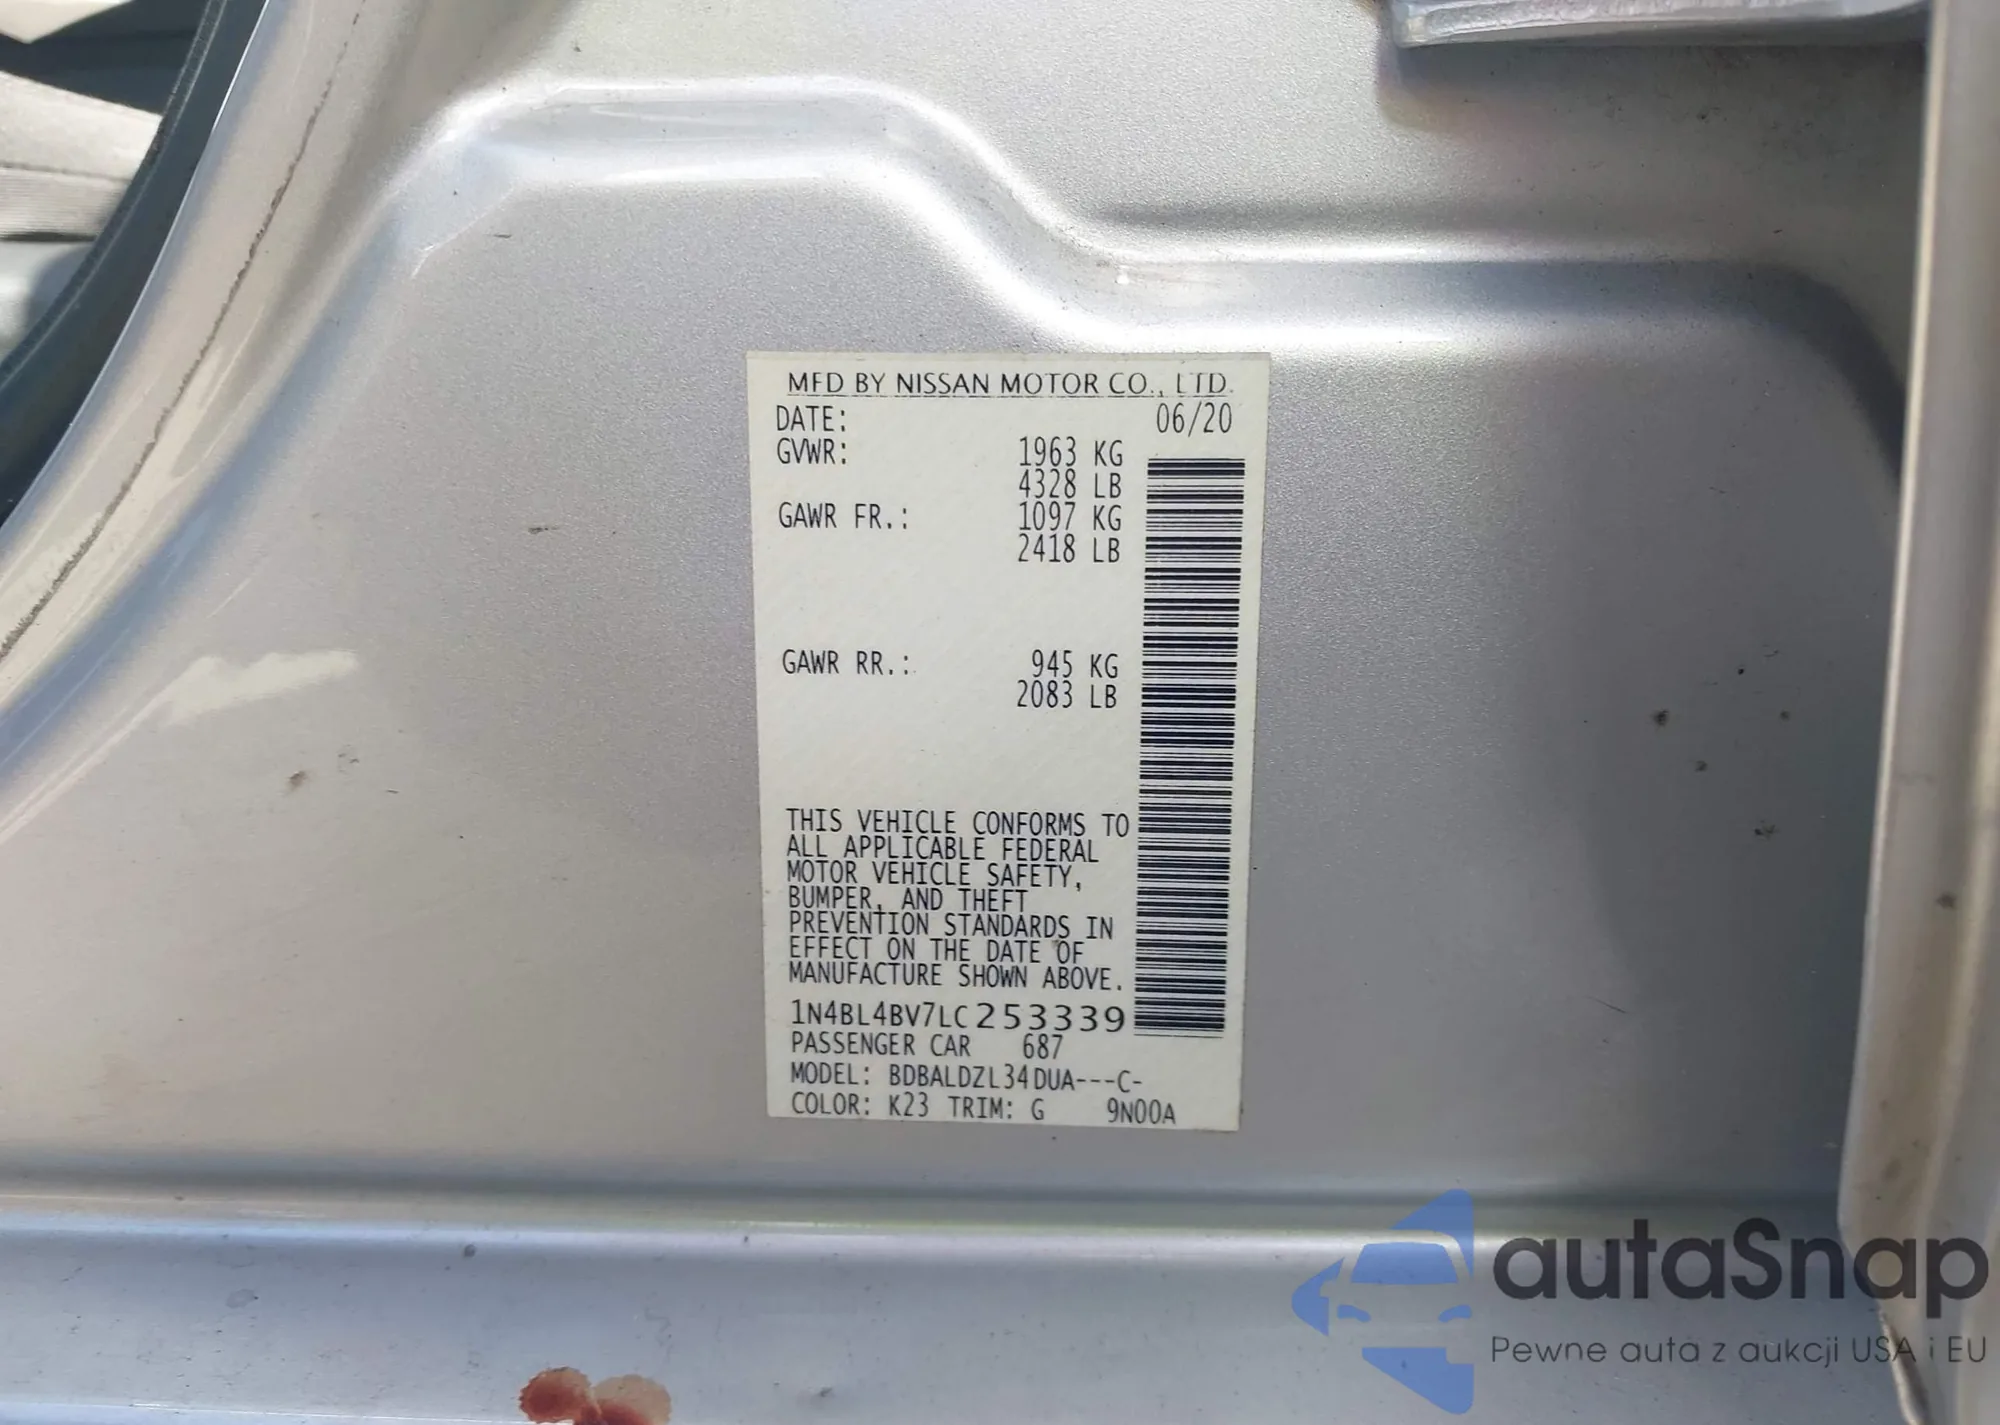 MFD BY NISSAN MOTOR CO., LTD.
DATE: 06/20
GVWR: 1963 KG
4328 LB
GAWR FR.: 1097 KG
2418 LB
GAWR RR.: 945 KG
2083 LB
THIS VEHICLE CONFORMS TO
ALL APPLICABLE FEDERAL
MOTOR VEHICLE SAFETY,
BUMPER, AND THEFT
PREVENTION STANDARDS IN
EFFECT ON THE DATE OF
MANUFACTURE SHOWN ABOVE.
1N4BL4BV7LC253339
PASSENGER CAR 687
MODEL: BDBALDZL34DUA---C-
COLOR: K23 TRIM: G 9N00A
autaSnap
Pewne auta z aukcji USA i EU